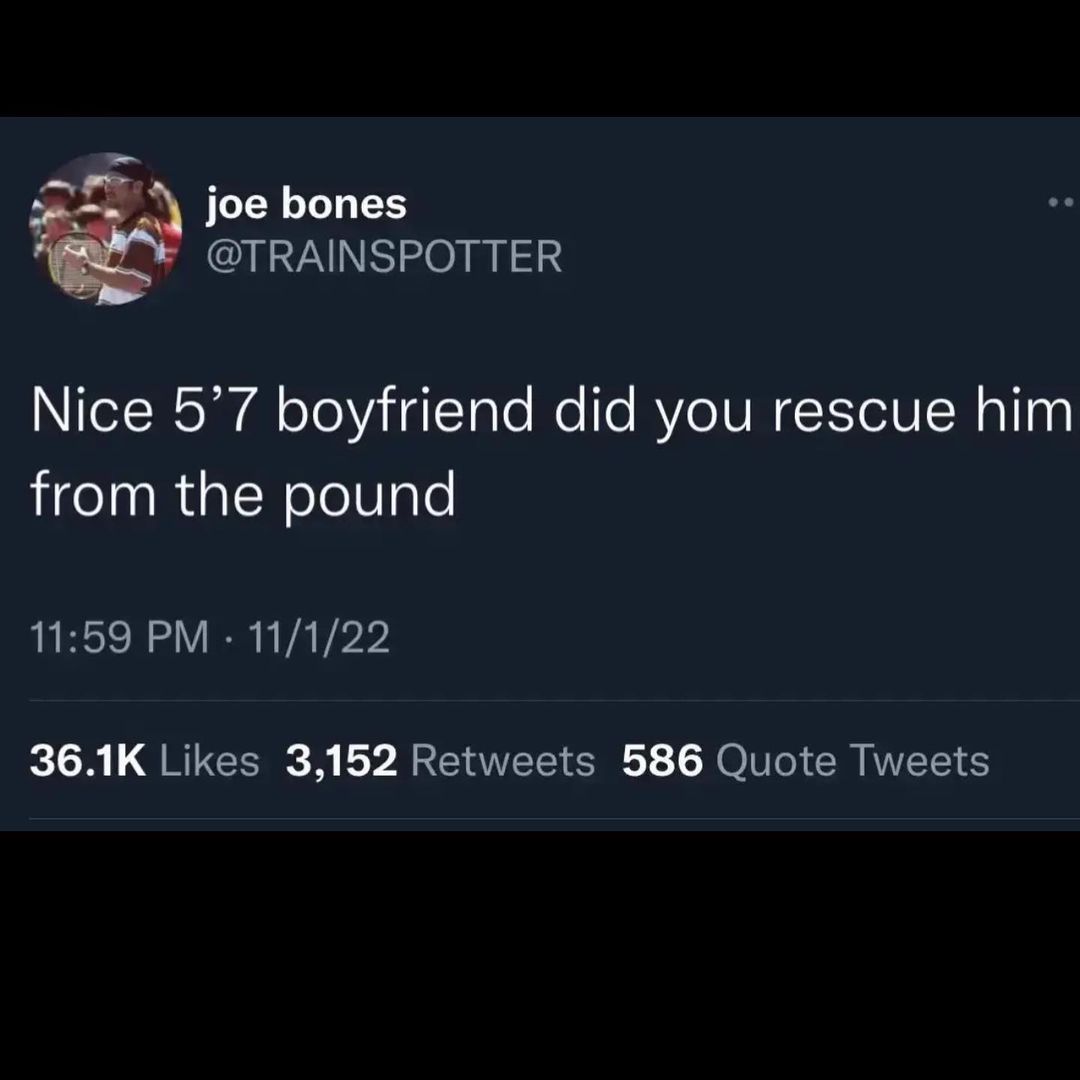 joe bones
@TRAINSPOTTER
Nice 5’7 boyfriend did you rescue him
from the pound
11:59 PM · 11/1/22
36.1K Likes 3,152 Retweets 586 Quote Tweets